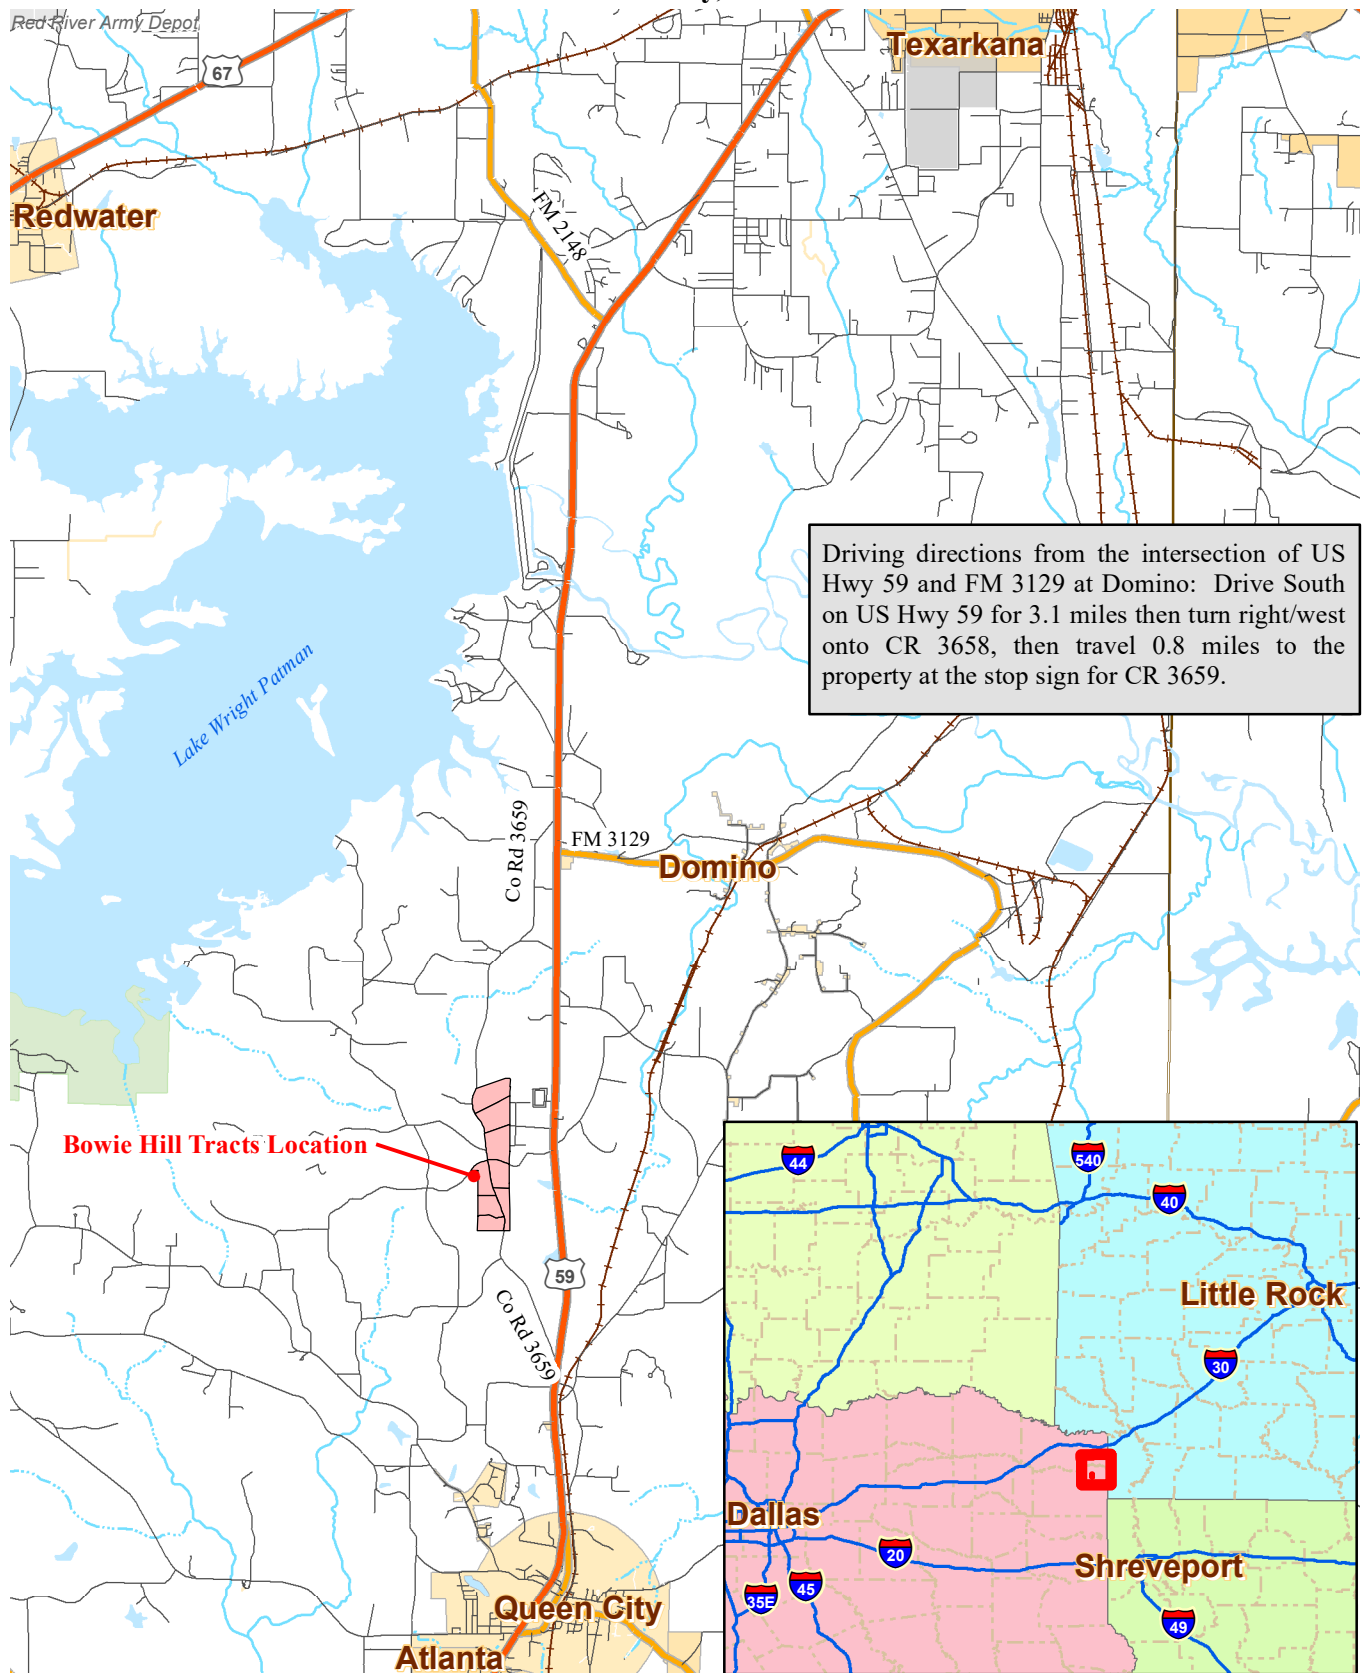 Red River Army Depot
67
Texarkana
Redwater
FM 2148
Driving directions from the intersection of US
Hwy 59 and FM 3129 at Domino:  Drive South
on US Hwy 59 for 3.1 miles then turn right/west
onto CR 3658, then travel 0.8 miles to the
property at the stop sign for CR 3659.
Lake Wright Patman
Co Rd 3659
FM 3129
Domino
Bowie Hill Tracts Location
59
Co Rd 3659
Queen City
Atlanta
44
540
40
Little Rock
30
Dallas
20
Shreveport
35E
45
49